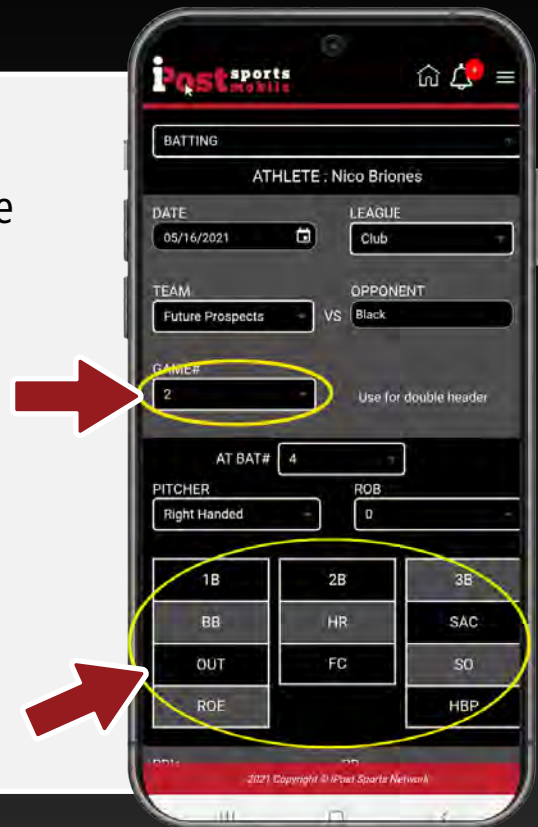 e
iPost sports
mobile
BATTING
ATHLETE : Nico Briones
DATE LEAGUE
05/16/2021 Club
TEAM OPPONENT
Future Prospects VS Black
GAME#
2 Use for double header
AT BAT# 4
PITCHER ROB
Right Handed 0
1B 2B 3B
BB HR SAC
OUT FC SO
ROE HBP
2021 Copyright © iPost Sports Network